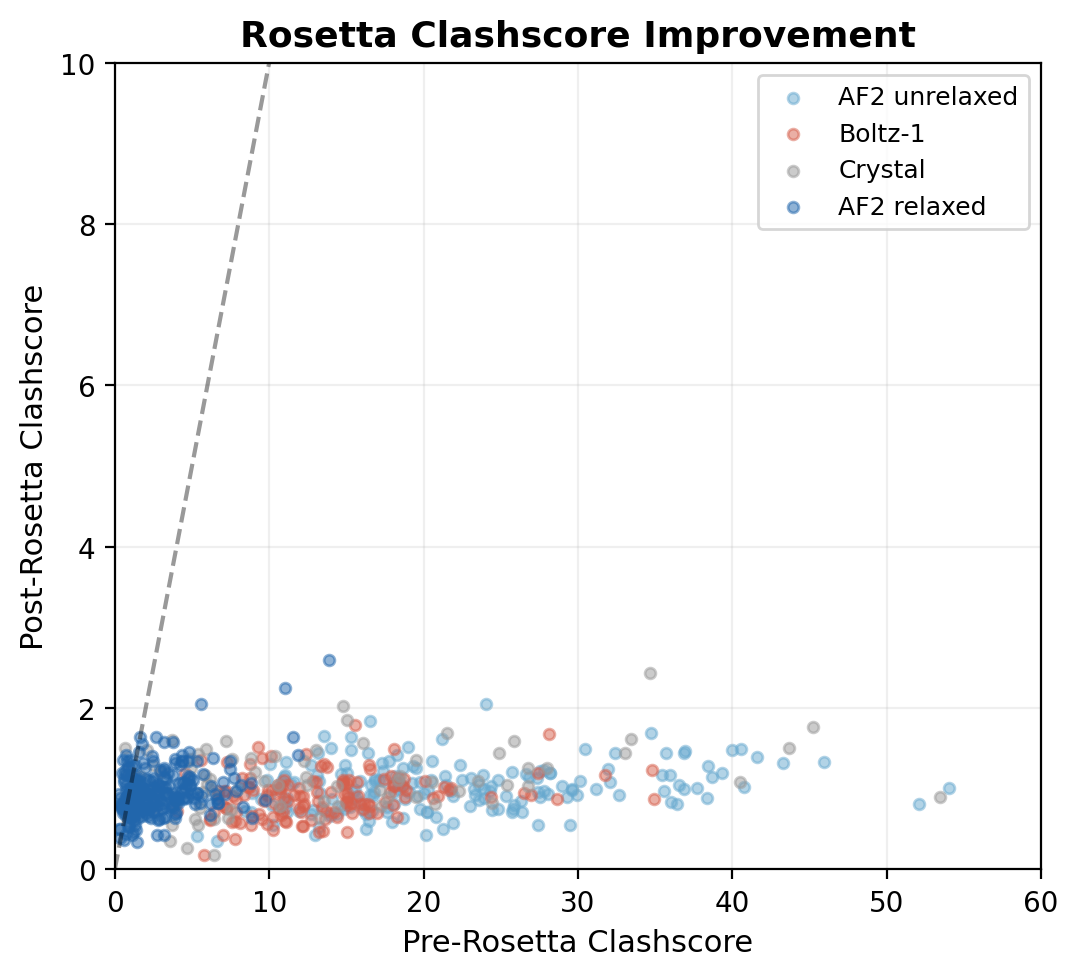 Rosetta Clashscore Improvement
AF2 unrelaxed
Boltz-1
Crystal
AF2 relaxed
10
8
6
4
2
0
Post-Rosetta Clashscore
0 10 20 30 40 50 60
Pre-Rosetta Clashscore